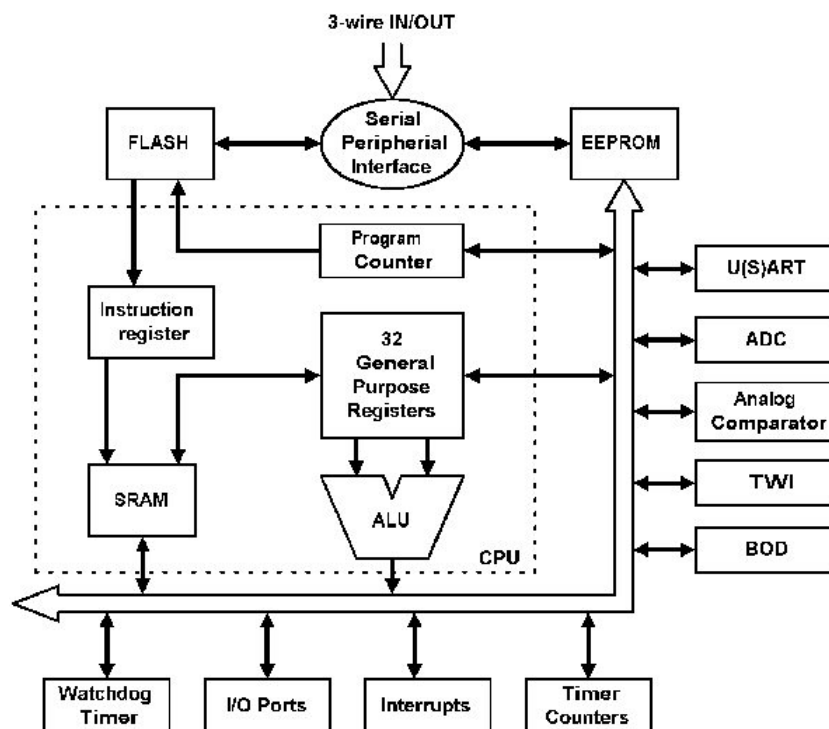 3-wire IN/OUT
Serial
Peripherial
Interface
FLASH
EEPROM
Program
Counter
U(S)ART
Instruction
register
32
General
Purpose
Registers
ADC
Analog
Comparator
SRAM
ALU
TWI
CPU
BOD
Watchdog
Timer
I/O Ports
Interrupts
Timer
Counters